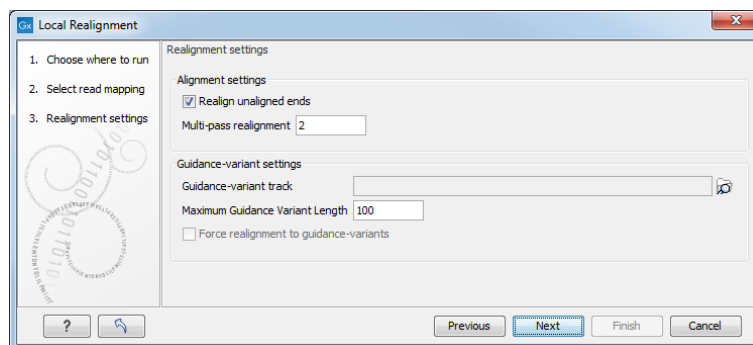 Gx Local Realignment X
1. Choose where to run
2. Select read mapping
3. Realignment settings
Realignment settings
Alignment settings
Realign unaligned ends
Multi-pass realignment 2
Guidance-variant settings
Guidance-variant track
Maximum Guidance Variant Length 100
Force realignment to guidance-variants
? Previous Next Finish Cancel